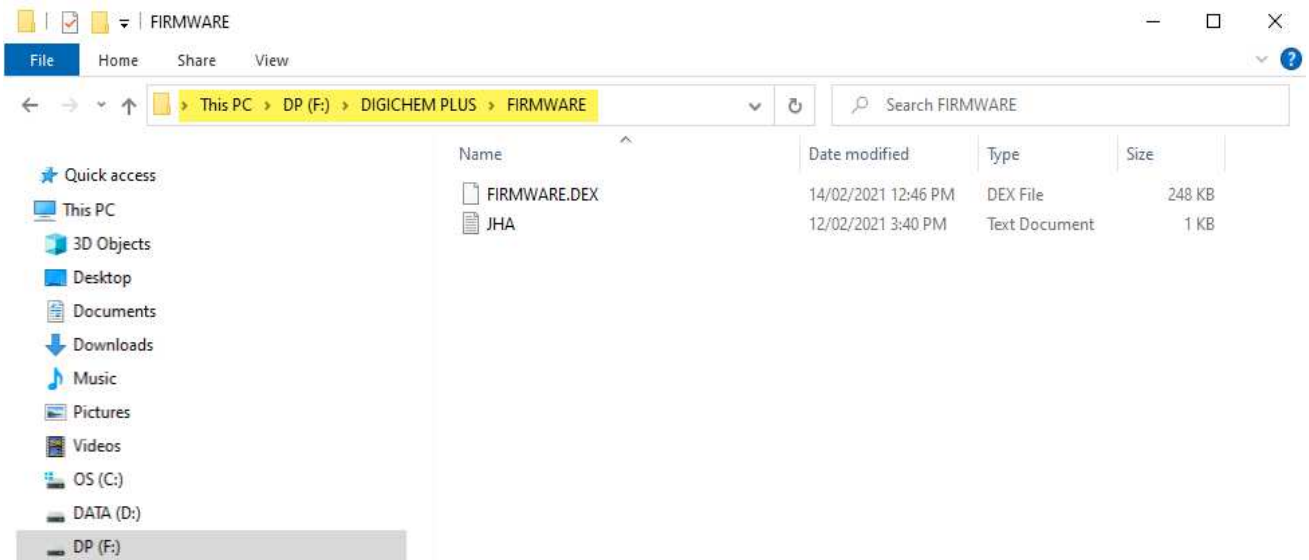 FIRMWARE
File Home Share View
This PC > DP (F:) > DIGICHEM PLUS > FIRMWARE Search FIRMWARE
Name Date modified Type Size
FIRMWARE.DEX 14/02/2021 12:46 PM DEX File 248 KB
JHA 12/02/2021 3:40 PM Text Document 1 KB
Quick access
This PC
3D Objects
Desktop
Documents
Downloads
Music
Pictures
Videos
OS (C:)
DATA (D:)
DP (F:)